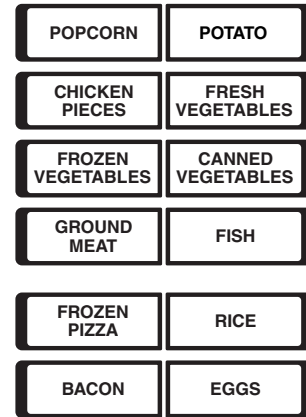 POPCORN
POTATO
CHICKEN
PIECES
FRESH
VEGETABLES
FROZEN
VEGETABLES
CANNED
VEGETABLES
GROUND
MEAT
FISH
FROZEN
PIZZA
RICE
BACON
EGGS